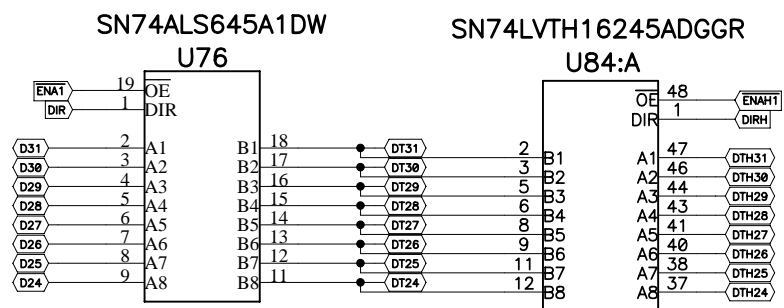 SN74ALS645A1DW
U76
SN74LVTH16245ADGGR
U84:A
ENA1 19 OE
DIR 1 DIR
OE 48 ENAH1
DIR 1 DIRH
D31 2 A1 B1 18 DT31 2 B1 A1 47 DTH31
D30 3 A2 B2 17 DT30 3 B2 A2 46 DTH30
D29 4 A3 B3 16 DT29 5 B3 A3 44 DTH29
D28 5 A4 B4 15 DT28 6 B4 A4 43 DTH28
D27 6 A5 B5 14 DT27 8 B5 A5 41 DTH27
D26 7 A6 B6 13 DT26 9 B6 A6 40 DTH26
D25 8 A7 B7 12 DT25 11 B7 A7 38 DTH25
D24 9 A8 B8 11 DT24 12 B8 A8 37 DTH24